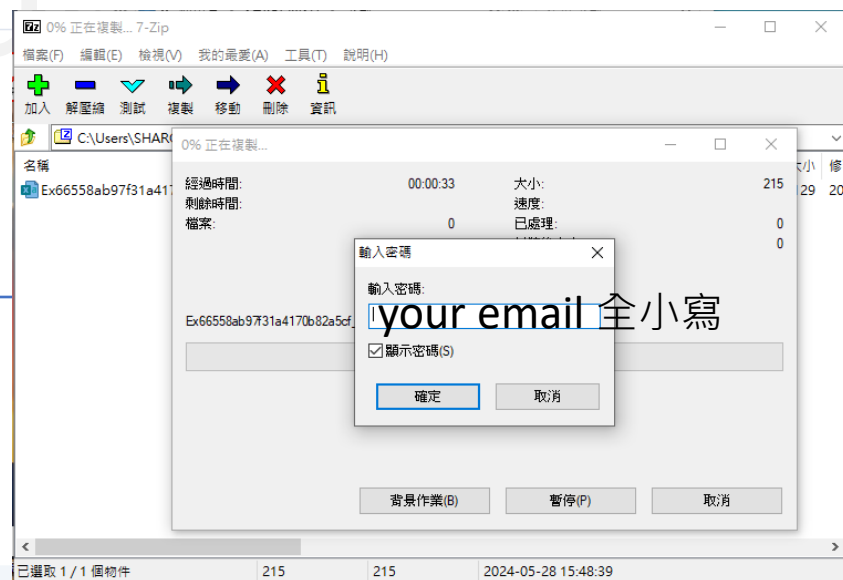 0% 正在複製... 7-Zip
檔案(F) 編輯(E) 檢視(V) 我的最愛(A) 工具(T) 說明(H)
加入 解壓縮 測試 複製 移動 刪除 資訊
C:\Users\SHAR
名稱 大小 修
Ex66558ab97f31a417 129 20
0% 正在複製...
經過時間: 00:00:33 大小: 215
剩餘時間: 速度:
檔案: 0 已處理: 0
0
Ex66558ab97f31a4170b82a5cf_
輸入密碼
輸入密碼:
your email 全小寫
顯示密碼(S)
確定 取消
背景作業(B) 暫停(P) 取消
已選取 1 / 1 個物件 215 215 2024-05-28 15:48:39